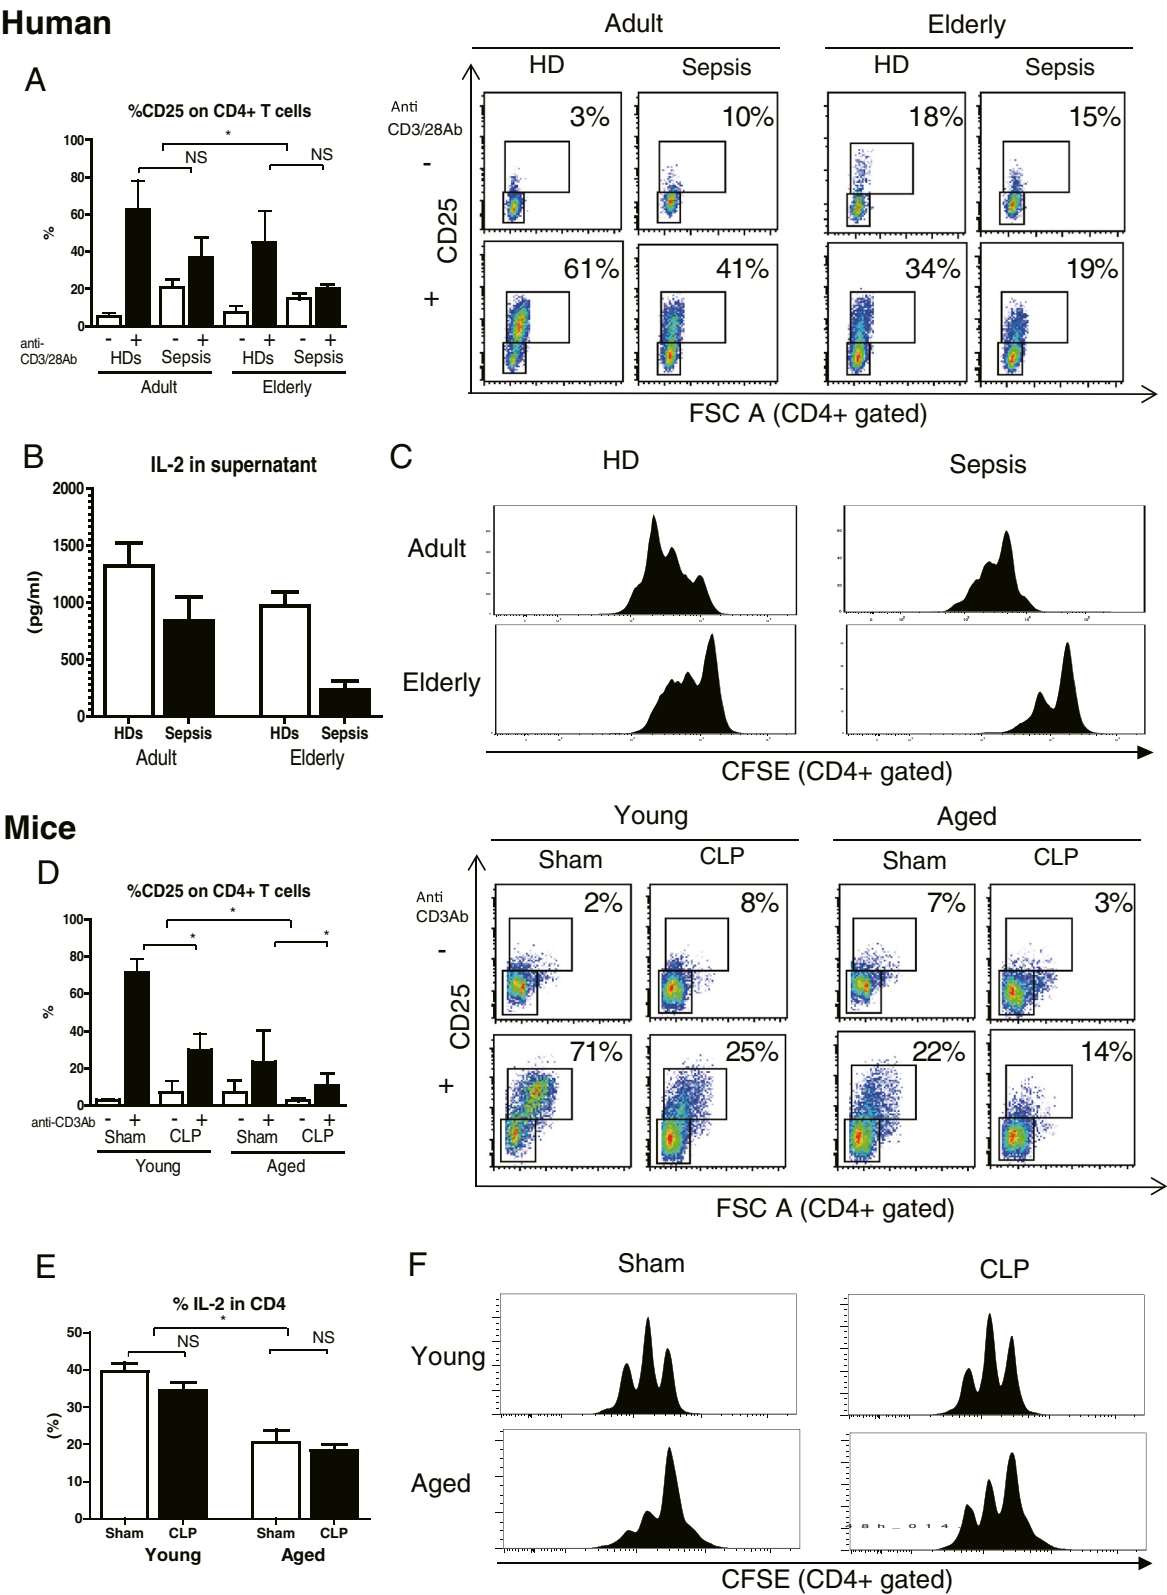 Human
A
%CD25 on CD4+ T cells
*
NS
NS
100
80
60
40
20
0
%
anti-
CD3/28Ab
- + - + - + - +
HDs Sepsis HDs Sepsis
Adult Elderly
Adult Elderly
HD Sepsis HD Sepsis
Anti
CD3/28Ab
-
3% 10% 18% 15%
CD25
+
61% 41% 34% 19%
FSC A (CD4+ gated)
B
IL-2 in supernatant
2000
1500
1000
500
0
(pg/ml)
HDs Sepsis HDs Sepsis
Adult Elderly
C
HD Sepsis
Adult
Elderly
CFSE (CD4+ gated)
Mice
D
%CD25 on CD4+ T cells
*
*
*
100
80
60
40
20
0
%
anti-CD3Ab - + - + - + - +
Sham CLP Sham CLP
Young Aged
Young Aged
Sham CLP Sham CLP
Anti
CD3Ab
-
2% 8% 7% 3%
CD25
+
71% 25% 22% 14%
FSC A (CD4+ gated)
E
% IL-2 in CD4
*
NS
NS
50
40
30
20
10
0
(%)
Sham CLP Sham CLP
Young Aged
F
Sham CLP
Young
Aged
CFSE (CD4+ gated)